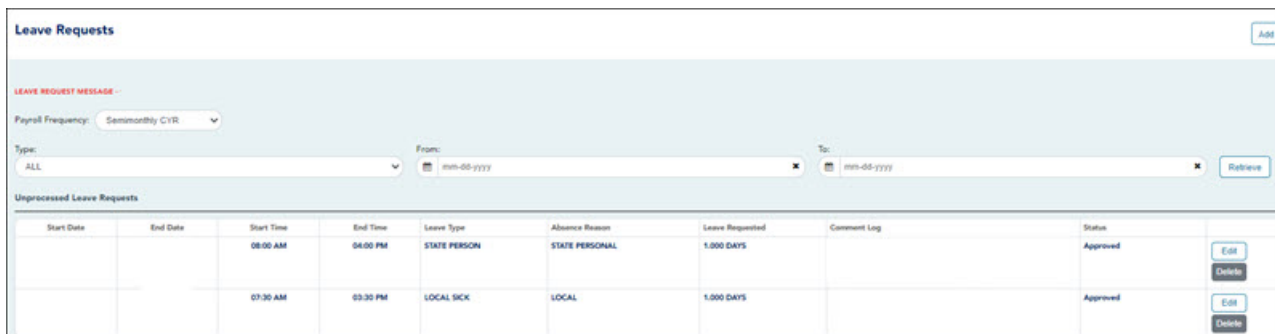 Leave Requests
Add
LEAVE REQUEST MESSAGE -
Payroll Frequency: Semimonthly CYR
Type: From: To:
ALL mm-dd-yyyy mm-dd-yyyy Retrieve
Unprocessed Leave Requests
Start Date End Date Start Time End Time Leave Type Absence Reason Leave Requested Comment Log Status
08:00 AM 04:00 PM STATE PERSON STATE PERSONAL 1.000 DAYS Approved Edit
Delete
07:30 AM 03:30 PM LOCAL SICK LOCAL 1.000 DAYS Approved Edit
Delete